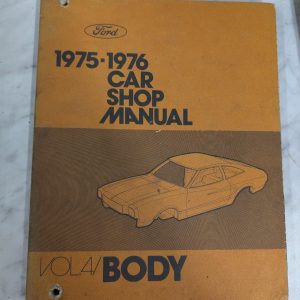 Ford
1975-1976
CAR
SHOP
MANUAL
VOL.4/ BODY